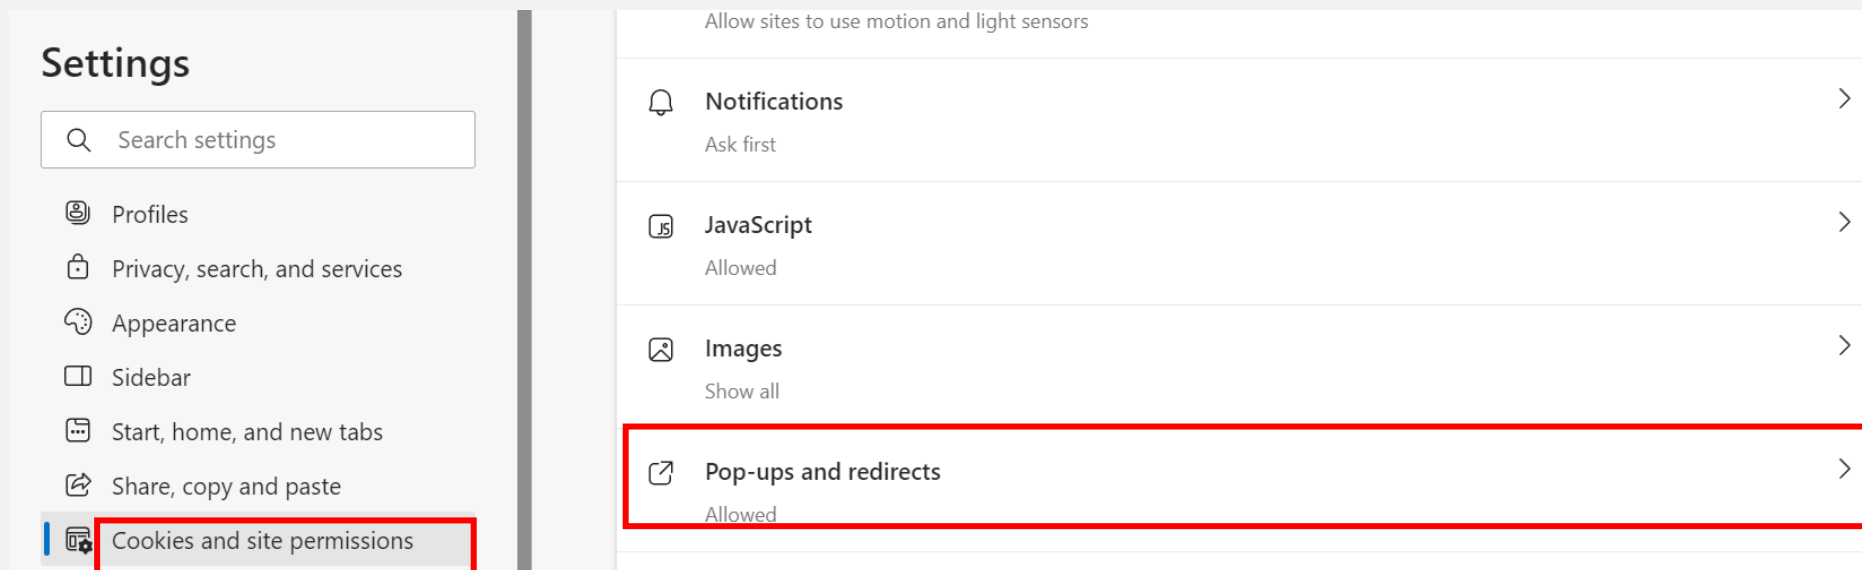 Settings
Search settings
Profiles
Privacy, search, and services
Appearance
Sidebar
Start, home, and new tabs
Share, copy and paste
Cookies and site permissions
Allow sites to use motion and light sensors
Notifications
Ask first
JS
JavaScript
Allowed
Images
Show all
Pop-ups and redirects
Allowed